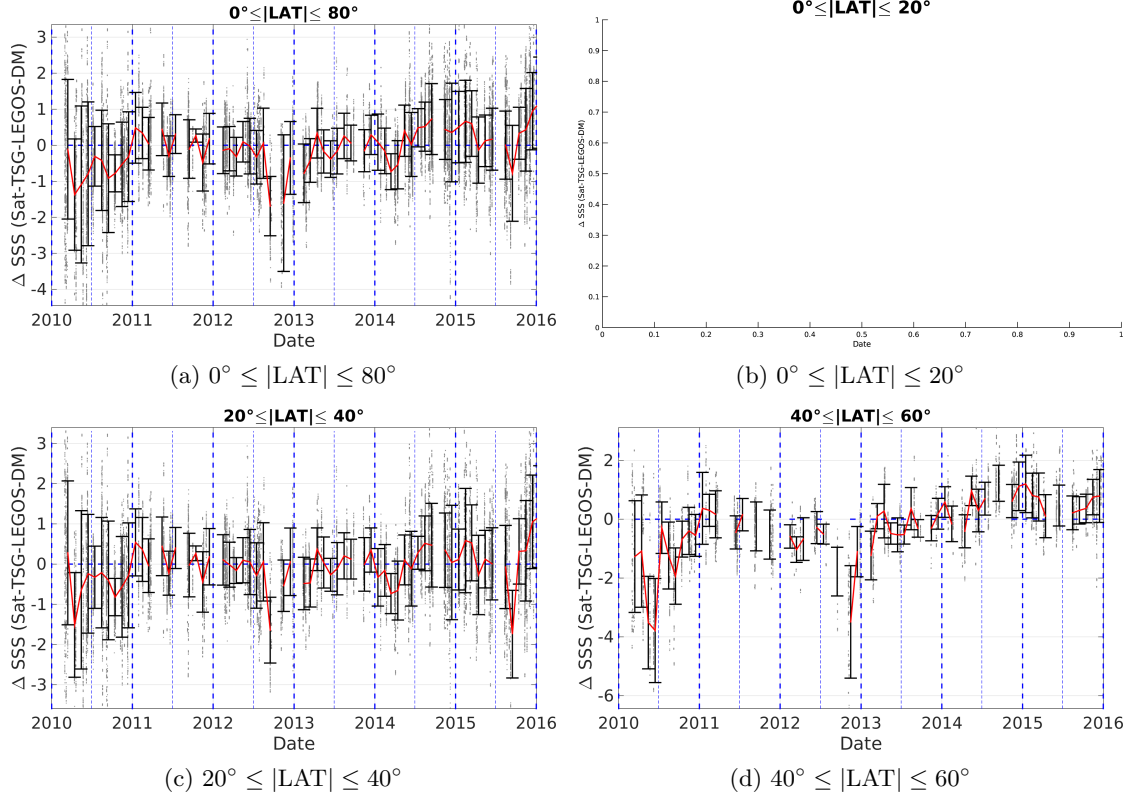 0°≤|LAT|≤ 80°
Δ SSS (Sat-TSG-LEGOS-DM)
3
2
1
0
-1
-2
-3
-4
2010 2011 2012 2013 2014 2015 2016
Date
(a) 0° ≤ |LAT| ≤ 80°
0°≤|LAT|≤ 20°
Δ SSS (Sat-TSG-LEGOS-DM)
1
0.9
0.8
0.7
0.6
0.5
0.4
0.3
0.2
0.1
0
0 0.1 0.2 0.3 0.4 0.5 0.6 0.7 0.8 0.9 1
Date
(b) 0° ≤ |LAT| ≤ 20°
20°≤|LAT|≤ 40°
Δ SSS (Sat-TSG-LEGOS-DM)
3
2
1
0
-1
-2
-3
2010 2011 2012 2013 2014 2015 2016
Date
(c) 20° ≤ |LAT| ≤ 40°
40°≤|LAT|≤ 60°
Δ SSS (Sat-TSG-LEGOS-DM)
2
0
-2
-4
-6
2010 2011 2012 2013 2014 2015 2016
Date
(d) 40° ≤ |LAT| ≤ 60°